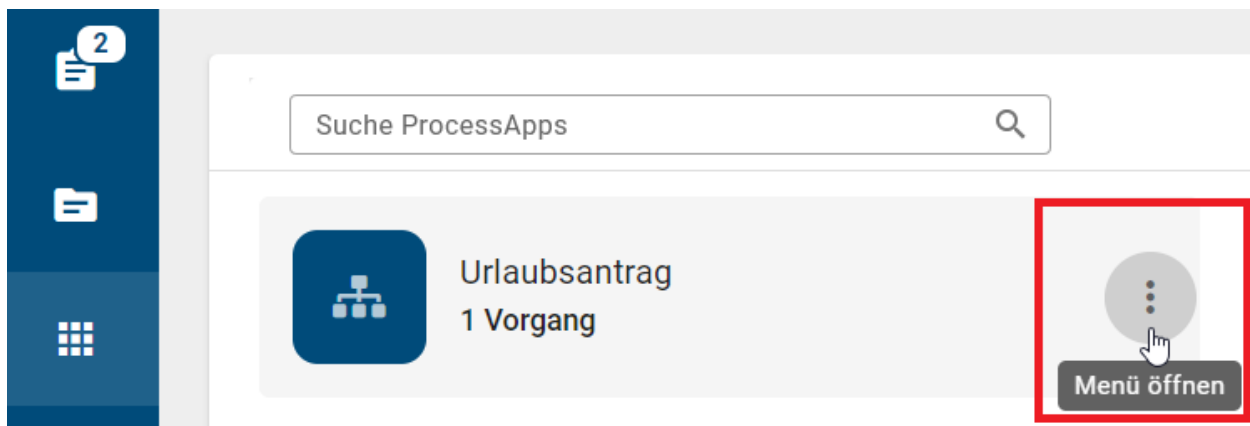 2
Suche ProcessApps
Urlaubsantrag
1 Vorgang
Menü öffnen